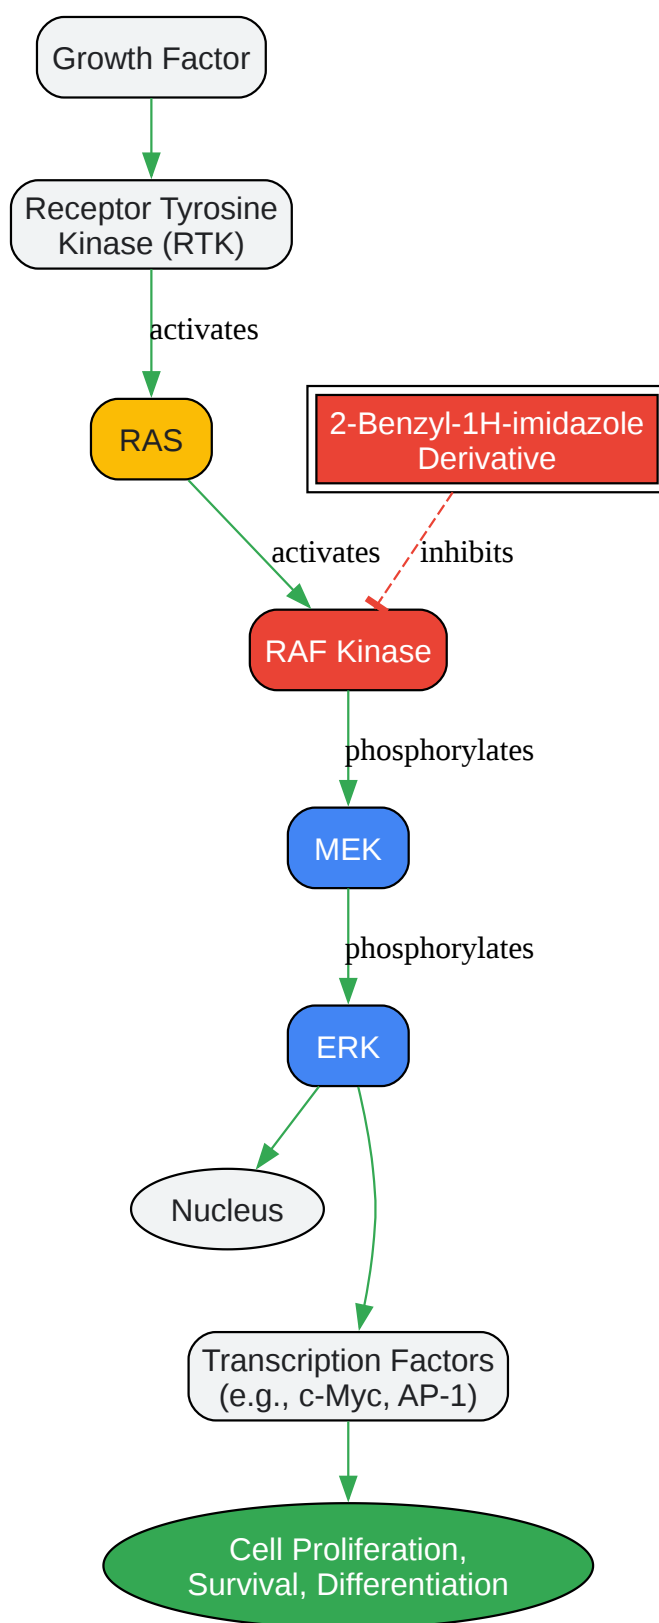 Growth Factor
Receptor Tyrosine
Kinase (RTK)
activates
RAS
2-Benzyl-1H-imidazole
Derivative
activates
inhibits
RAF Kinase
phosphorylates
MEK
phosphorylates
ERK
Nucleus
Transcription Factors
(e.g., c-Myc, AP-1)
Cell Proliferation,
Survival, Differentiation